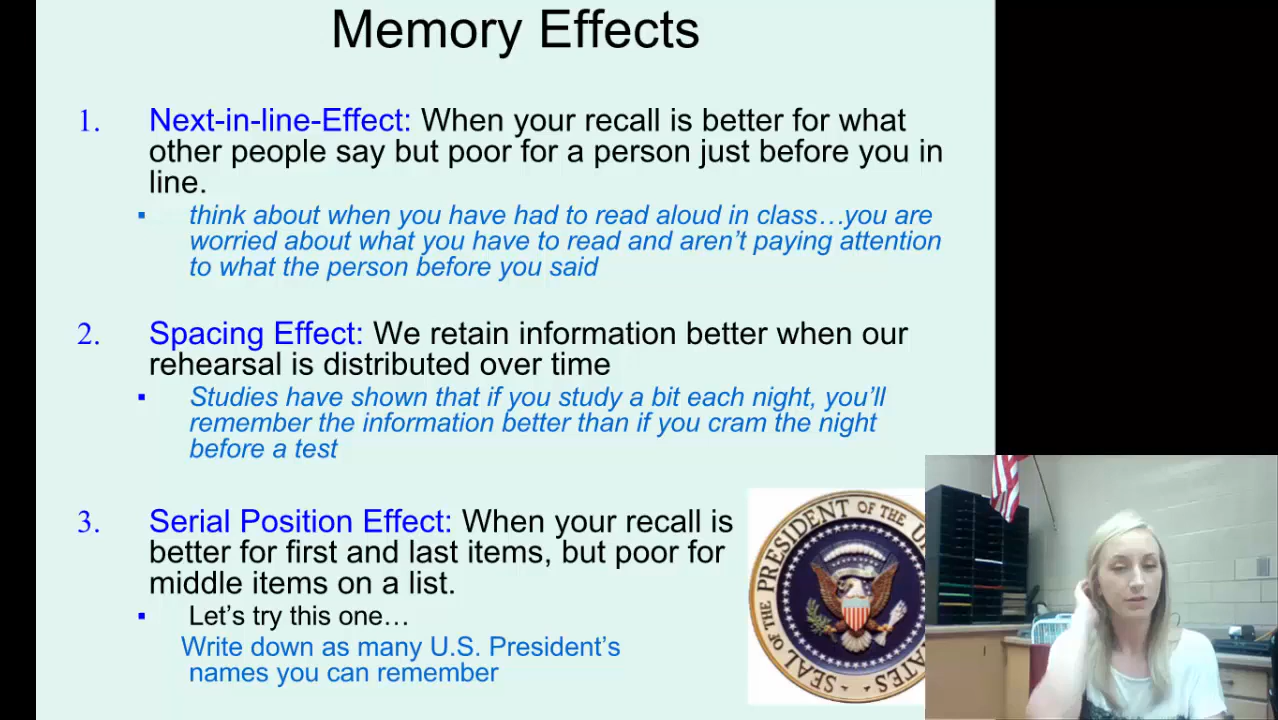 Memory Effects
1. Next-in-line-Effect: When your recall is better for what
other people say but poor for a person just before you in
line.
▪ think about when you have had to read aloud in class…you are
worried about what you have to read and aren’t paying attention
to what the person before you said
2. Spacing Effect: We retain information better when our
rehearsal is distributed over time
▪ Studies have shown that if you study a bit each night, you’ll
remember the information better than if you cram the night
before a test
3. Serial Position Effect: When your recall is
better for first and last items, but poor for
middle items on a list.
▪ Let’s try this one…
Write down as many U.S. President’s
names you can remember
SEAL OF THE PRESIDENT OF THE